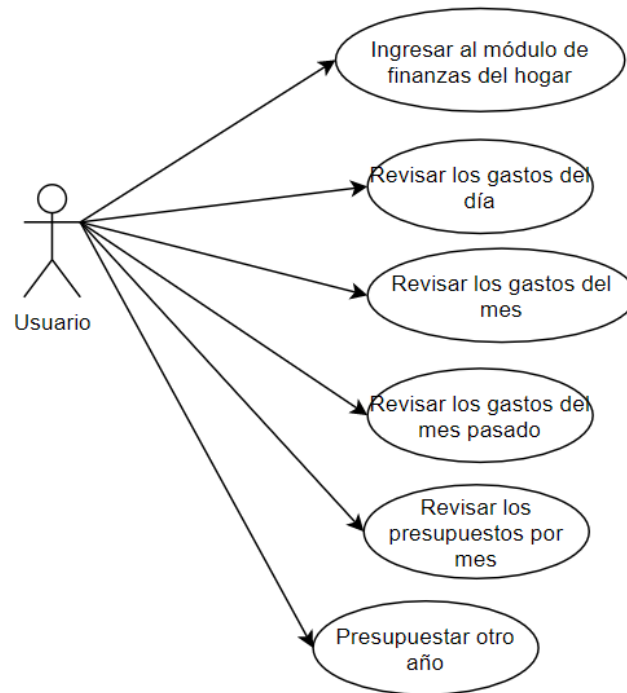 Ingresar al módulo de
finanzas del hogar
Revisar los gastos del
día
Revisar los gastos del
mes
Usuario
Revisar los gastos del
mes pasado
Revisar los
presupuestos por
mes
Presupuestar otro
año